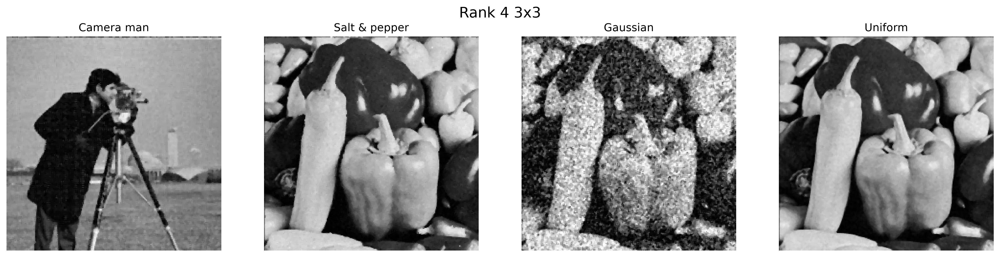 Rank 4 3x3
Camera man
Salt & pepper
Gaussian
Uniform